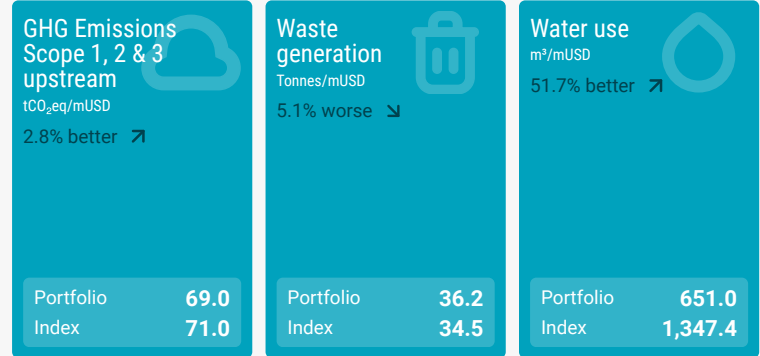 GHG Emissions
Scope 1, 2 & 3
upstream
tCO₂eq/mUSD
2.8% better
Portfolio 69.0
Index 71.0
Waste
generation
Tonnes/mUSD
5.1% worse
Portfolio 36.2
Index 34.5
Water use
m³/mUSD
51.7% better
Portfolio 651.0
Index 1,347.4